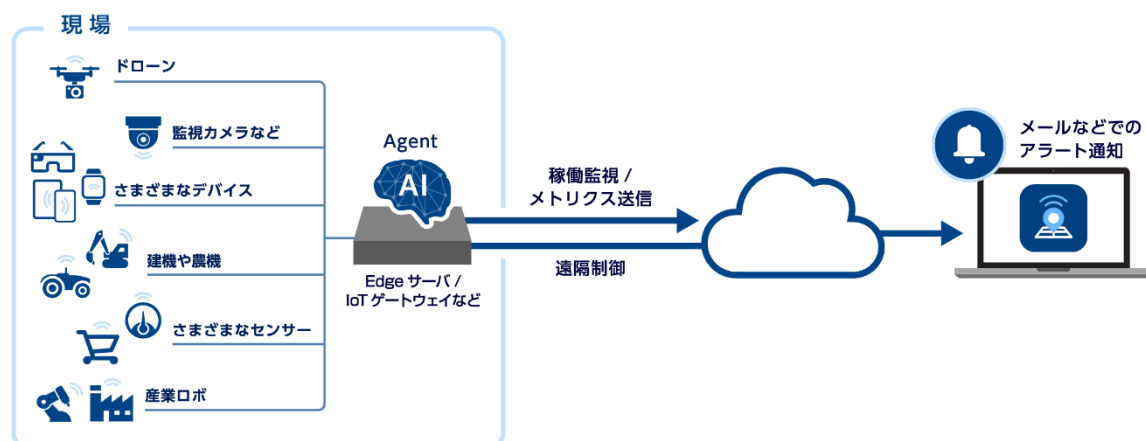 現場
ドローン
監視カメラなど
さまざまなデバイス
建機や農機
さまざまなセンサー
産業ロボ
Agent
AI
Edge サーバ /
IoT ゲートウェイなど
稼働監視 /
メトリクス送信
遠隔制御
メールなどでの
アラート通知